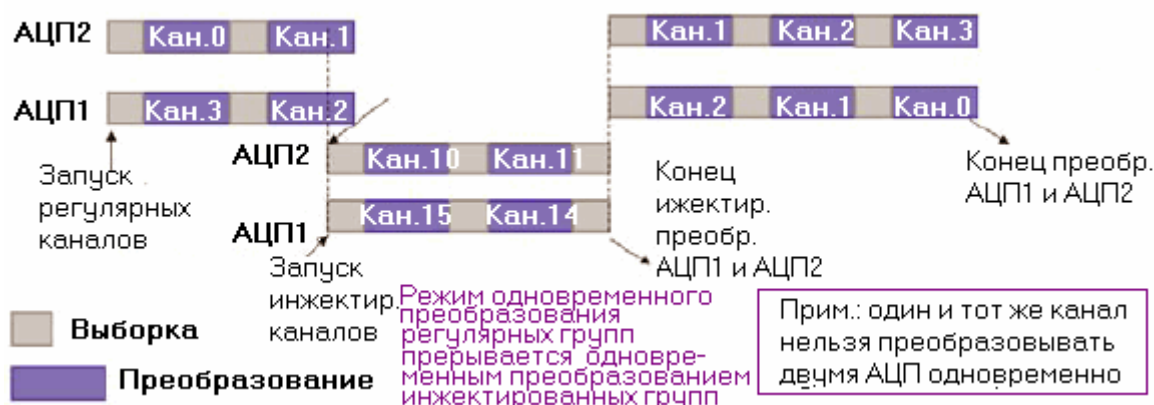 АЦП2 Кан.0 Кан.1
Кан.1 Кан.2 Кан.3
АЦП1 Кан.3 Кан.2
Кан.2 Кан.1 Кан.0
АЦП2 Кан.10 Кан.11
АЦП1 Кан.15 Кан.14
Запуск
регулярных
каналов
Запуск
инжектир.
каналов
Конец
ижектир.
преобр.
АЦП1 и АЦП2
Конец преобр.
АЦП1 и АЦП2
Выборка
Преобразование
Режим одновременного
преобразования
регулярных групп
прерывается одновре-
менным преобразованием
инжектированных групп
Прим.: один и тот же канал
нельзя преобразовывать
двумя АЦП одновременно